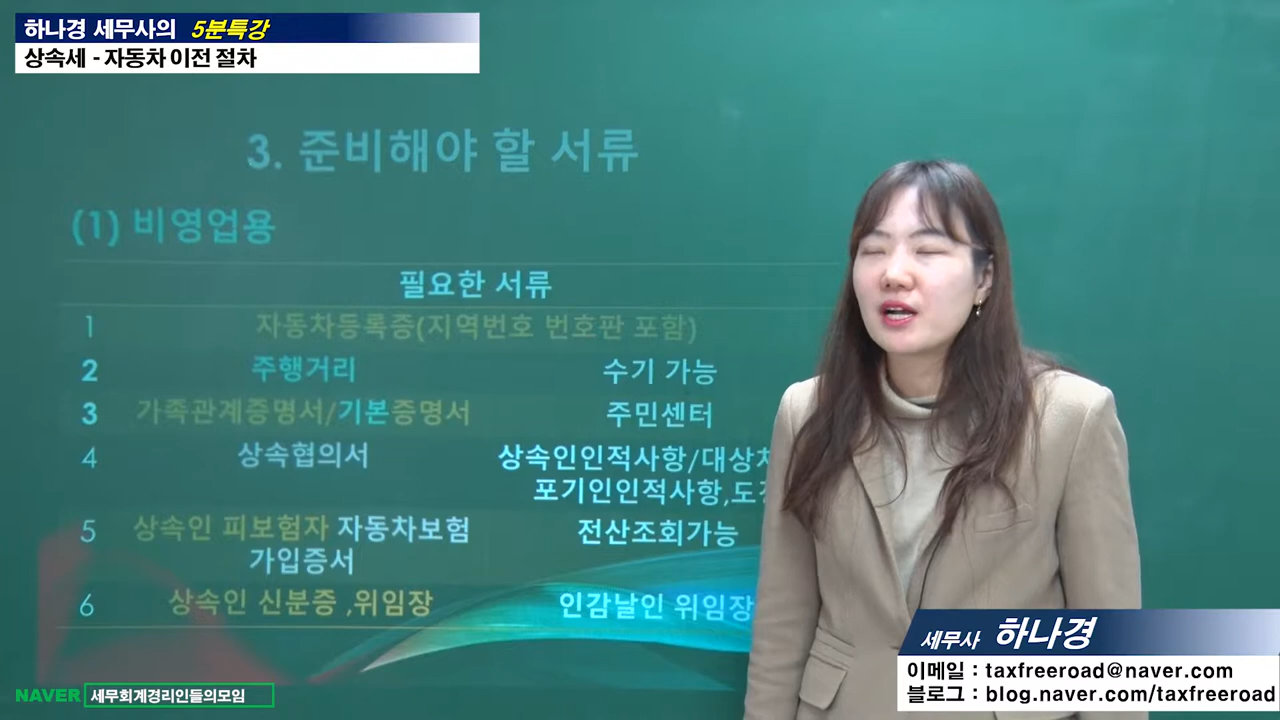 하나경 세무사의 5분특강
상속세 - 자동차 이전 절차
3. 준비해야 할 서류
(1) 비영업용
필요한 서류
1 자동차등록증(지역번호 번호판 포함)
2 주행거리 수기 가능
3 가족관계증명서/기본증명서 주민센터
4 상속협의서 상속인인적사항/대상
포기인인적사항,
5 상속인 피보험자 자동차보험 전산조회가능
가입증서
6 상속인 신분증 ,위임장 인감날인 위임장
세무사 하나경
이메일 : taxfreeroad@naver.com
블로그 : blog.naver.com/taxfreeroad
NAVER 세무회계경리인들의모임